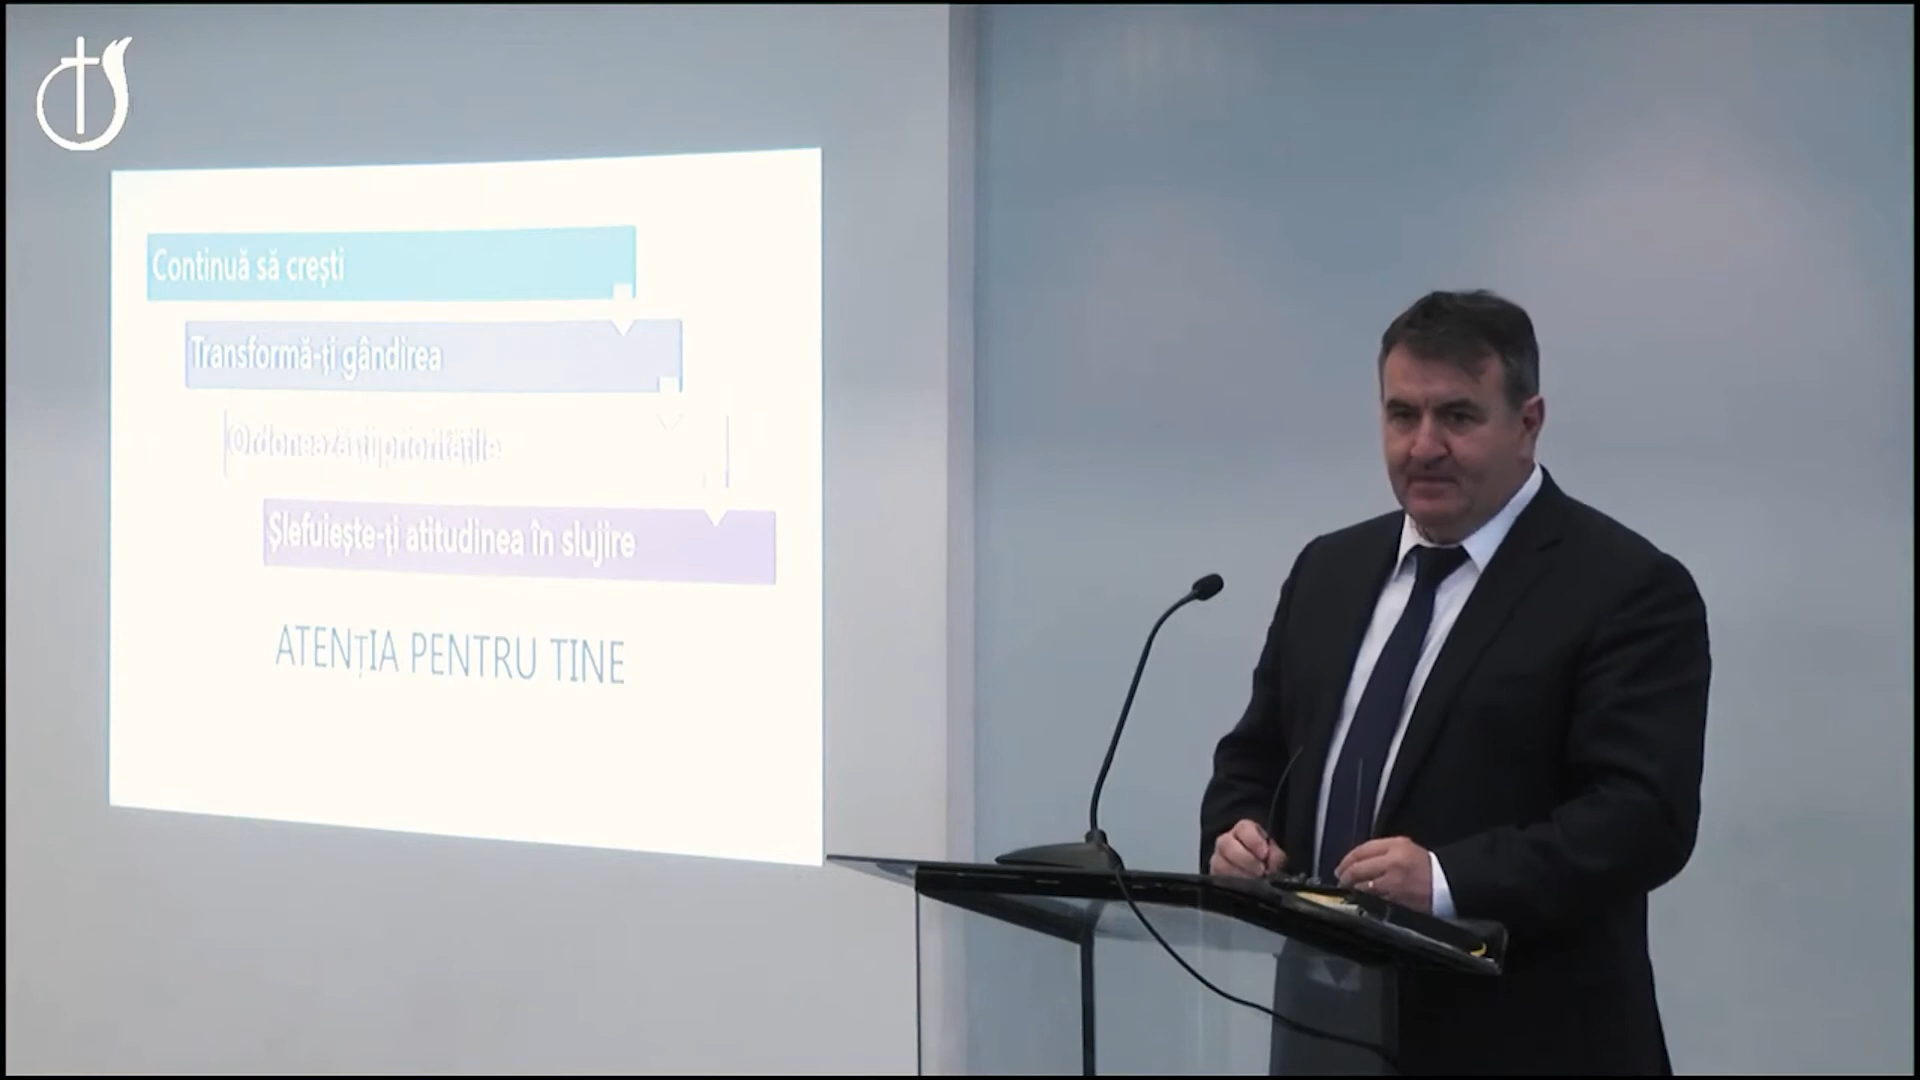 Continuă să crești
Transformă-ți gândirea
Ordonează-ți prioritățile
Șlefuiește-ți atitudinea în slujire
ATENȚIA PENTRU TINE